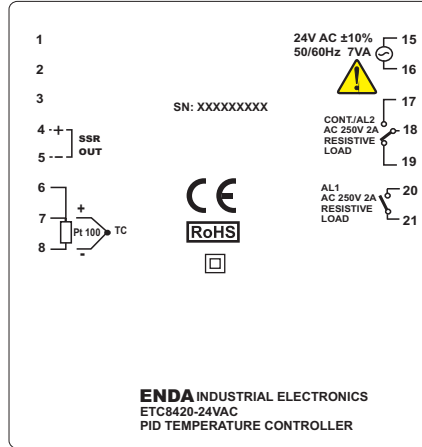 1
2
3
4 +
5 -
SSR
OUT
6
7
8
+
Pt 100
TC
-
SN: XXXXXXXXX
CE
RoHS
24V AC ±10%
50/60Hz 7VA
15
16
17
CONT./AL2
AC 250V 2A
RESISTIVE
LOAD
18
19
AL1
AC 250V 2A
RESISTIVE
LOAD
20
21
ENDA INDUSTRIAL ELECTRONICS
ETC8420-24VAC
PID TEMPERATURE CONTROLLER